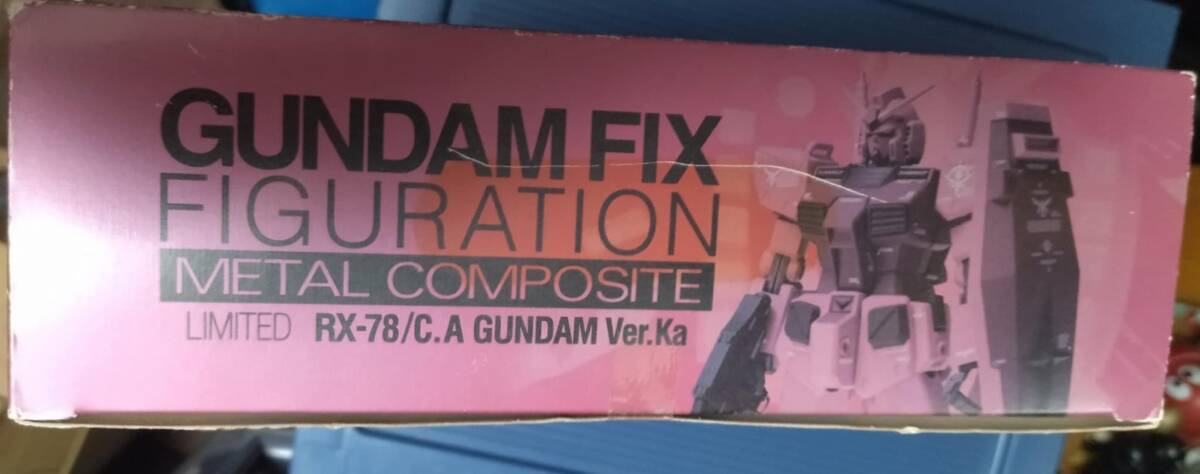 GUNDAM FIX
FIGURATION
METAL COMPOSITE
LIMITED RX-78/C.A GUNDAM Ver.Ka